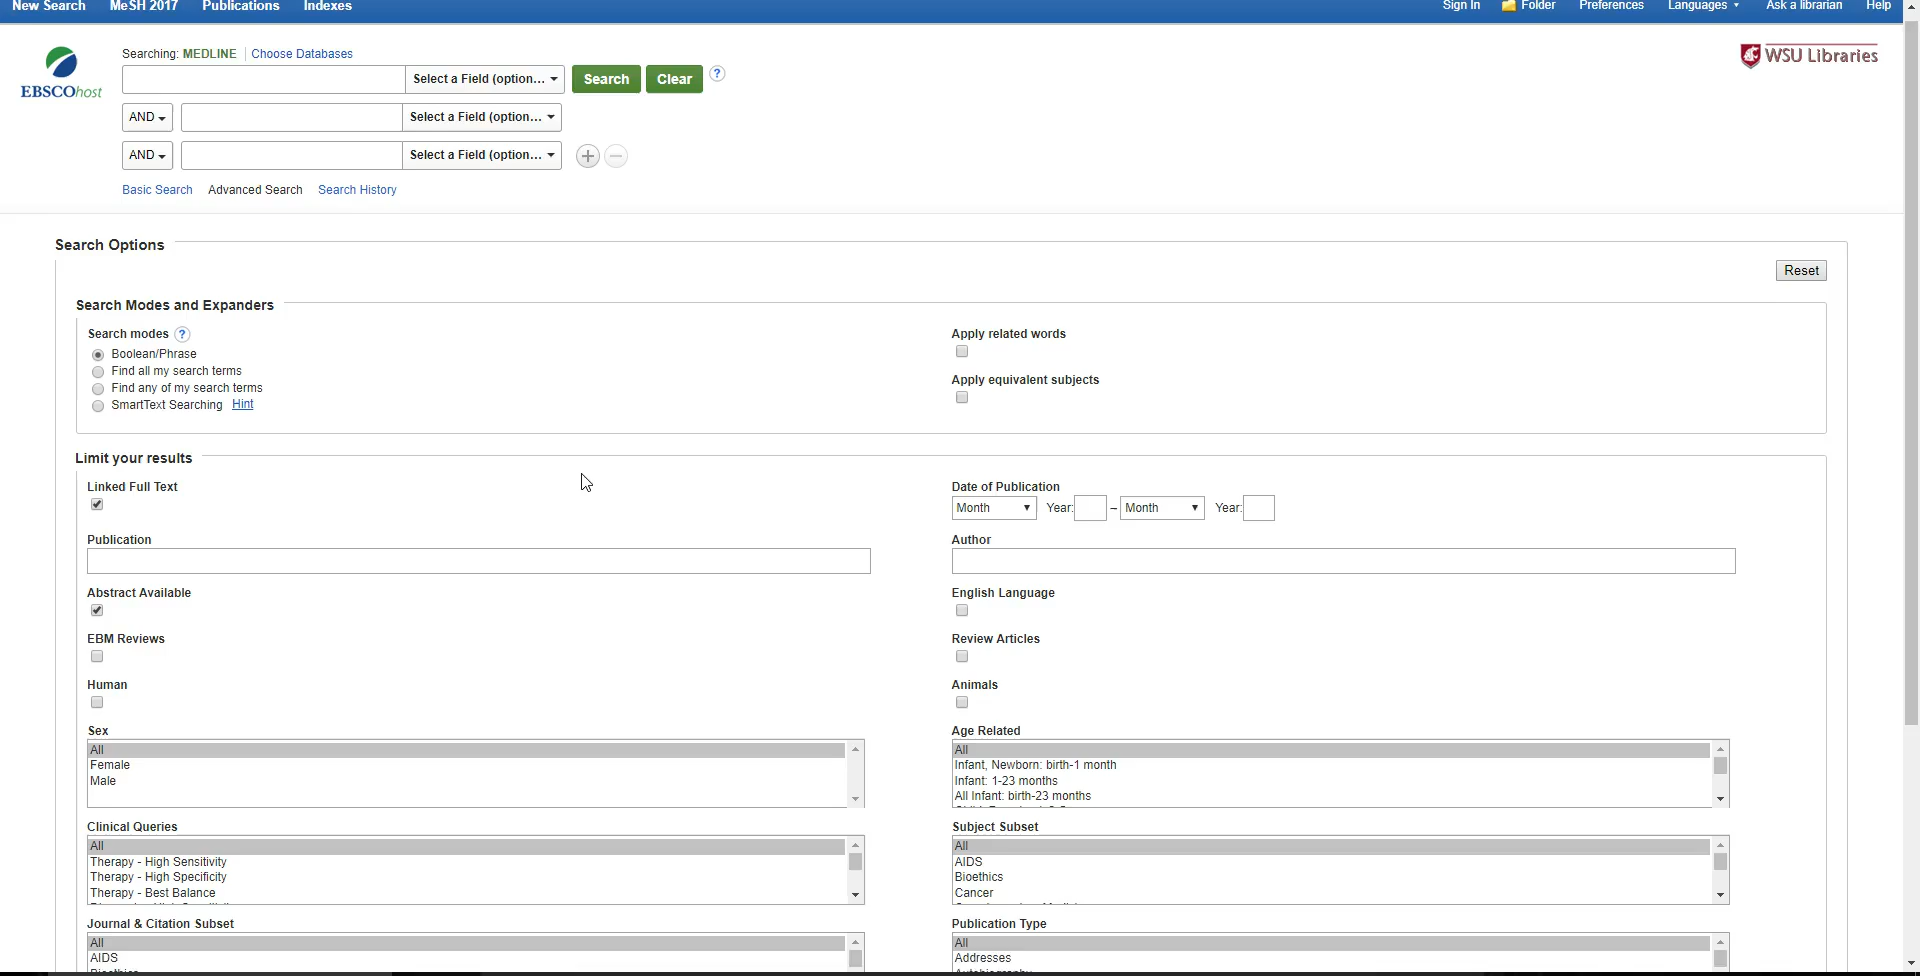 New Search MeSH 2017 Publications Indexes Sign In Folder Preferences Languages Ask a librarian Help
Searching: MEDLINE Choose Databases
EBSCOhost
WSU Libraries
Select a Field (option... Search Clear ?
AND Select a Field (option...
AND Select a Field (option...
Basic Search Advanced Search Search History
Search Options
Reset
Search Modes and Expanders
Search modes ?
Boolean/Phrase
Find all my search terms
Find any of my search terms
SmartText Searching Hint
Apply related words
Apply equivalent subjects
Limit your results
Linked Full Text
Date of Publication
Month Year: – Month Year:
Publication
Author
Abstract Available
English Language
EBM Reviews
Review Articles
Human
Animals
Sex
All
Female
Male
Age Related
All
Infant, Newborn: birth-1 month
Infant: 1-23 months
All Infant: birth-23 months
Clinical Queries
All
Therapy - High Sensitivity
Therapy - High Specificity
Therapy - Best Balance
Subject Subset
All
AIDS
Bioethics
Cancer
Journal & Citation Subset
All
AIDS
Publication Type
All
Addresses